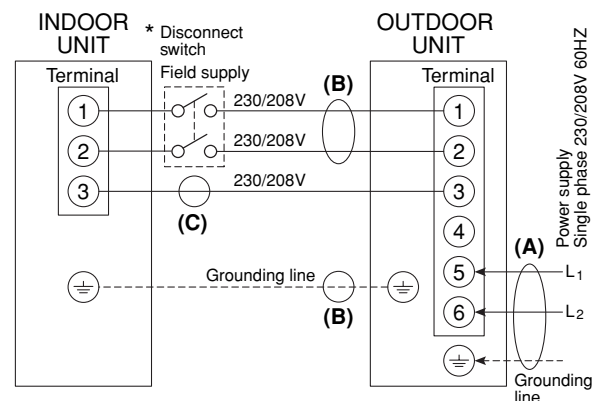 INDOOR
UNIT
* Disconnect
switch
Field supply
OUTDOOR
UNIT
Terminal
Terminal
1
230/208V
(B)
1
2
230/208V
2
3
230/208V
3
(C)
4
(A)
Power supply
Single phase 230/208V 60HZ
5
L1
Grounding line
(B)
6
L2
Grounding
line